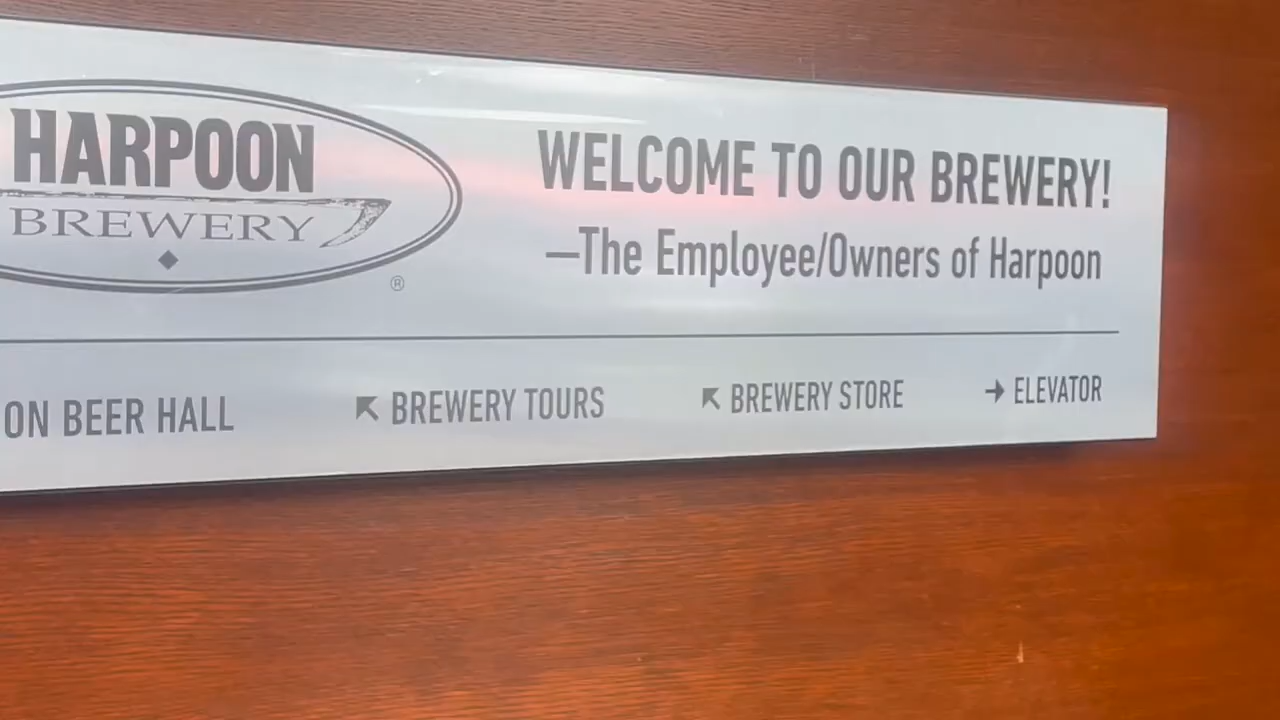 HARPOON
BREWERY
®
WELCOME TO OUR BREWERY!
—The Employee/Owners of Harpoon
ON BEER HALL
BREWERY TOURS
BREWERY STORE
ELEVATOR